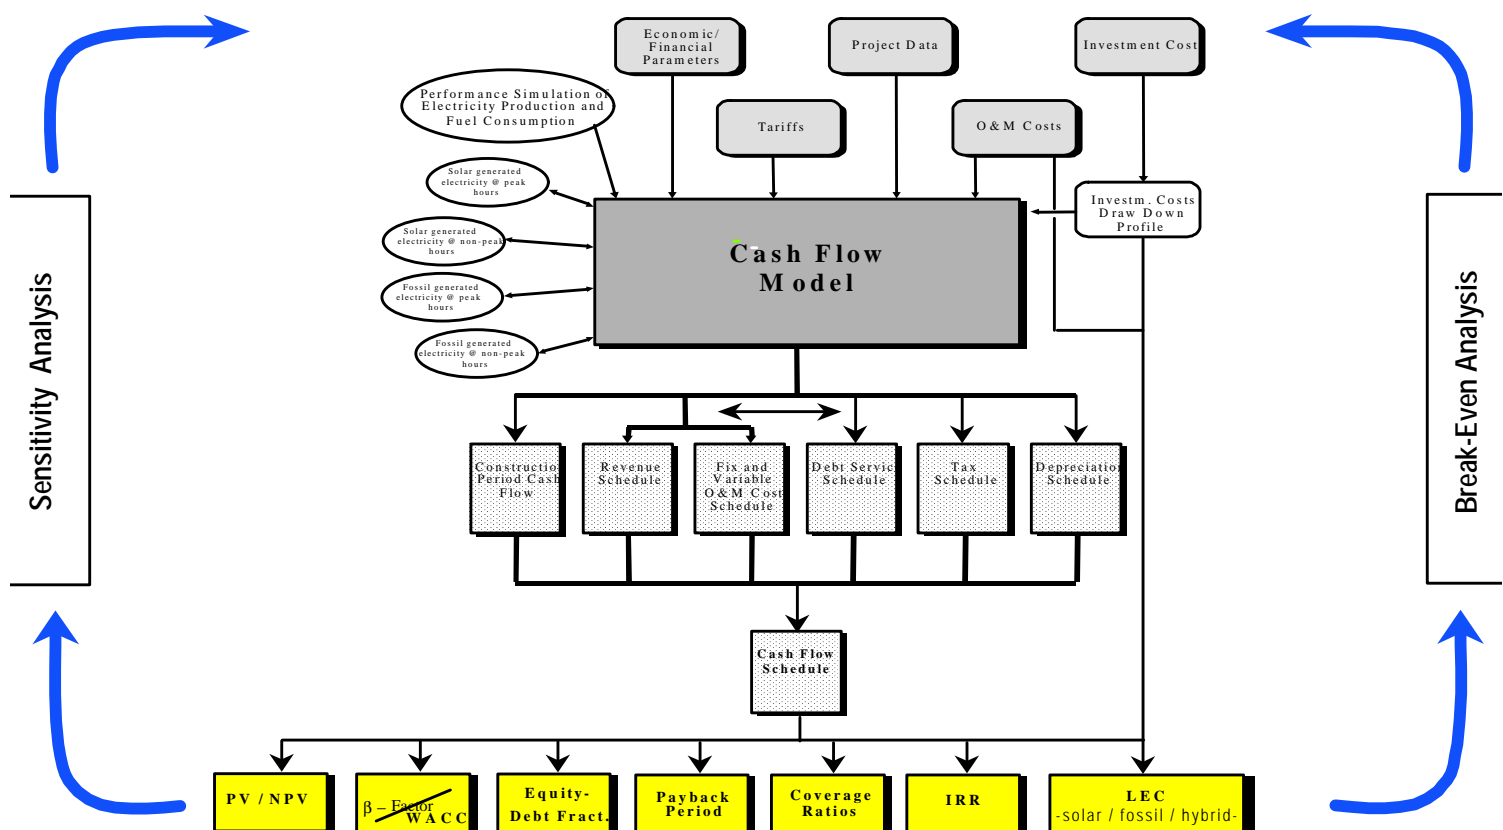 Economic/
Financial
Parameters
Project Data
Investment Cost
Performance Simulation of
Electricity Production and
Fuel Consumption
Tariffs
O&M Costs
Solar generated
electricity @ peak
hours
Investm. Costs
Draw Down
Profile
Solar generated
electricity @ non-peak
hours
Cash Flow
Model
Fossil generated
electricity @ peak
hours
Fossil generated
electricity @ non-peak
hours
Sensitivity Analysis
Break-Even Analysis
Construction
Period Cash
Flow
Revenue
Schedule
Fix and
Variable
O&M Cost
Schedule
Debt Servic
Schedule
Tax
Schedule
Depreciation
Schedule
Cash Flow
Schedule
PV / NPV
β – Factor
WACC
Equity-
Debt Fract.
Payback
Period
Coverage
Ratios
IRR
LEC
-solar / fossil / hybrid-